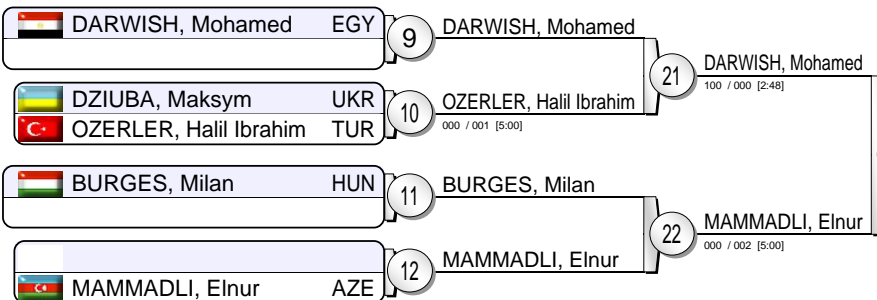 DARWISH, Mohamed EGY
9
DARWISH, Mohamed
21
DARWISH, Mohamed
100 / 000 [2:48]
DZIUBA, Maksym UKR
OZERLER, Halil Ibrahim TUR
10
OZERLER, Halil Ibrahim
000 / 001 [5:00]
BURGES, Milan HUN
11
BURGES, Milan
22
MAMMADLI, Elnur
000 / 002 [5:00]
MAMMADLI, Elnur AZE
12
MAMMADLI, Elnur